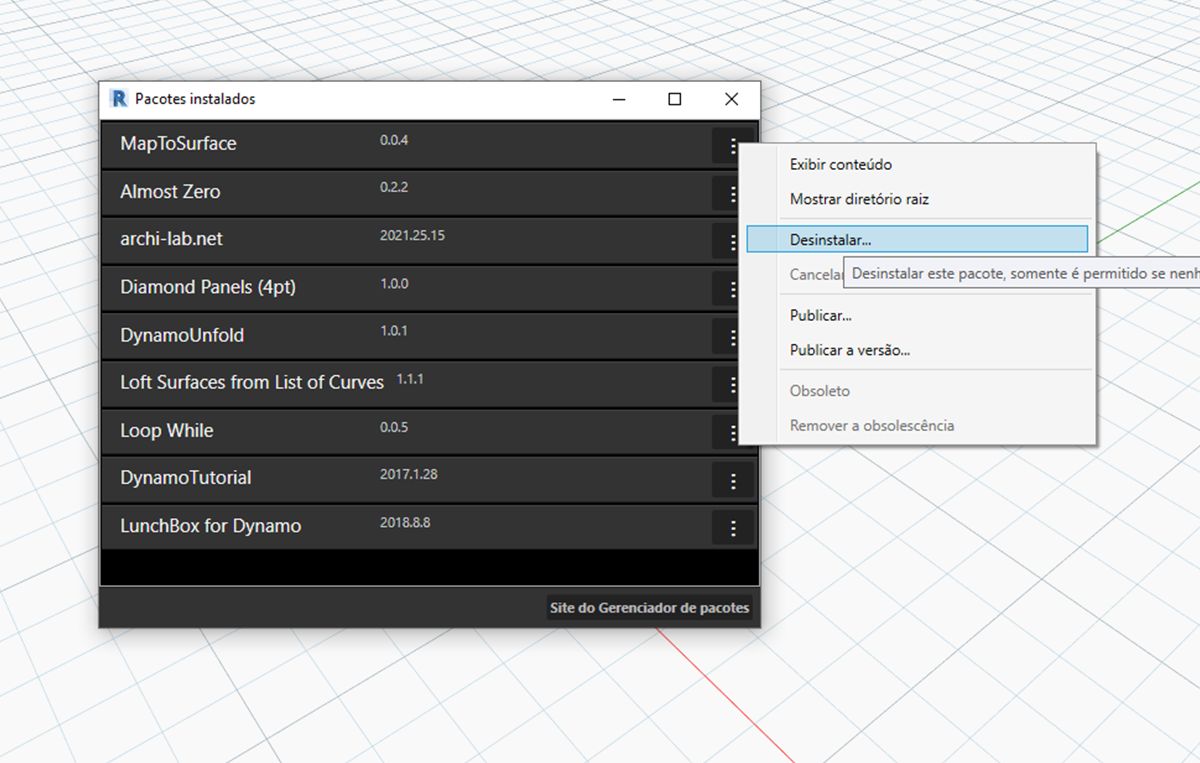 Pacotes instalados
MapToSurface 0.0.4
Almost Zero 0.2.2
archi-lab.net 2021.25.15
Diamond Panels (4pt) 1.0.0
DynamoUnfold 1.0.1
Loft Surfaces from List of Curves 1.1.1
Loop While 0.0.5
DynamoTutorial 2017.1.28
LunchBox for Dynamo 2018.8.8
Site do Gerenciador de pacotes
Exibir conteúdo
Mostrar diretório raiz
Desinstalar...
Cancelar
Desinstalar este pacote, somente é permitido se nenh
Publicar...
Publicar a versão...
Obsoleto
Remover a obsolescência